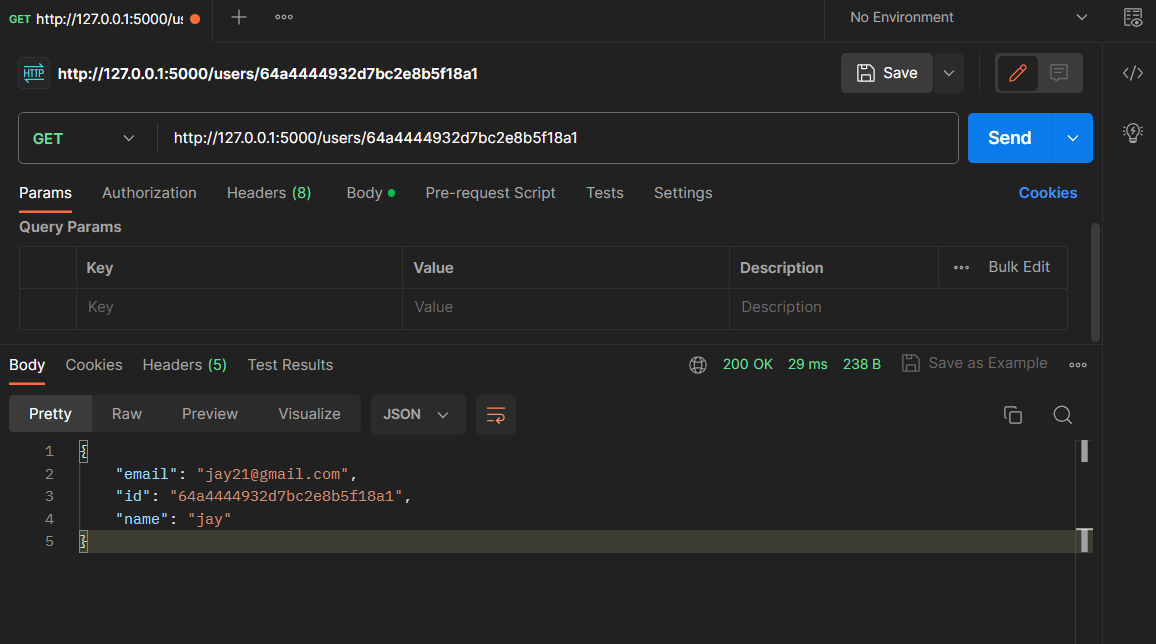 GET http://127.0.0.1:5000/us
No Environment
HTTP http://127.0.0.1:5000/users/64a4444932d7bc2e8b5f18a1
Save
GET http://127.0.0.1:5000/users/64a4444932d7bc2e8b5f18a1
Send
Params Authorization Headers (8) Body Pre-request Script Tests Settings Cookies
Query Params
Key Value Description Bulk Edit
Key Value Description
Body Cookies Headers (5) Test Results 200 OK 29 ms 238 B Save as Example
Pretty Raw Preview Visualize JSON
1 {
2 "email": "jay21@gmail.com",
3 "id": "64a4444932d7bc2e8b5f18a1",
4 "name": "jay"
5 }